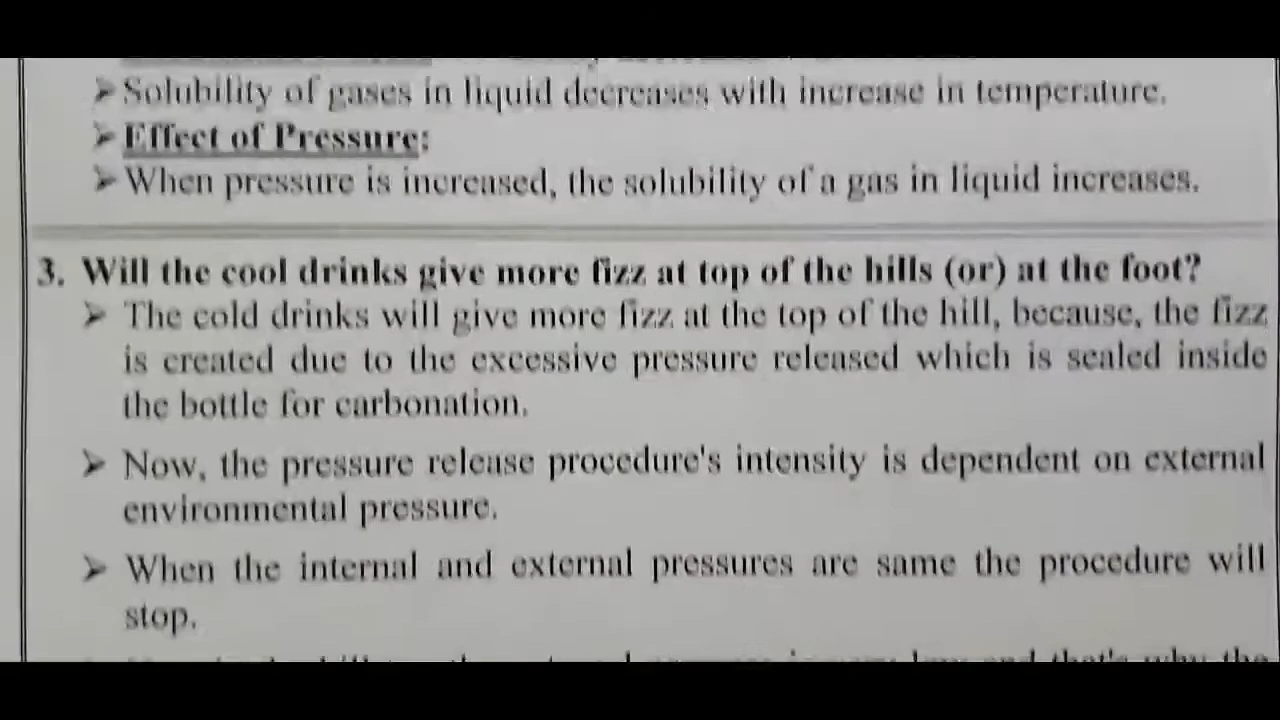 ➢ Solubility of gases in liquid decreases with increase in temperature.
➢ Effect of Pressure:
➢ When pressure is increased, the solubility of a gas in liquid increases.
3. Will the cool drinks give more fizz at top of the hills (or) at the foot?
➢ The cold drinks will give more fizz at the top of the hill, because, the fizz
is created due to the excessive pressure released which is sealed inside
the bottle for carbonation.
➢ Now, the pressure release procedure's intensity is dependent on external
environmental pressure.
➢ When the internal and external pressures are same the procedure will
stop.
low and that's why the